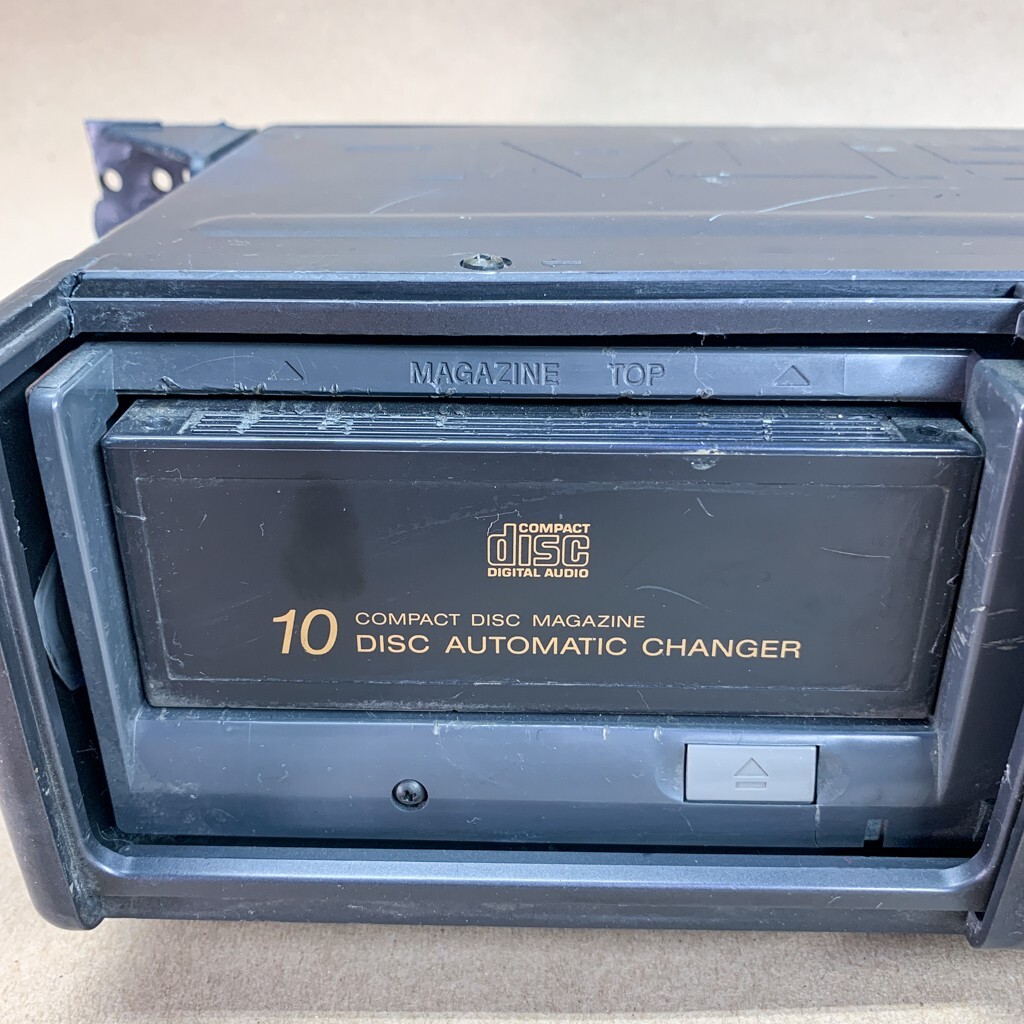 MAGAZINE TOP
COMPACT
disc
DIGITAL AUDIO
10 COMPACT DISC MAGAZINE
DISC AUTOMATIC CHANGER